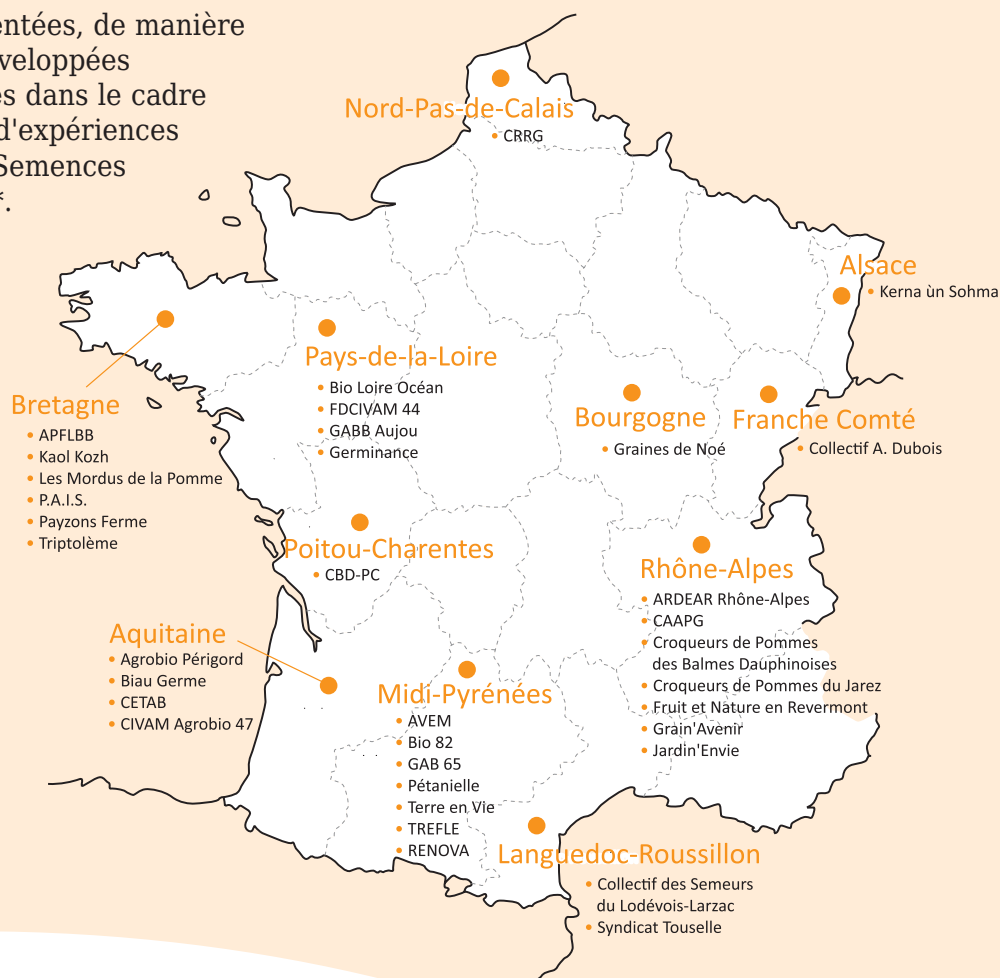 entées, de manière
veloppées
es dans le cadre
d'expériences
Semences
*.
Nord-Pas-de-Calais
• CRRG
Alsace
• Kerna ùn Sohma
Pays-de-la-Loire
• Bio Loire Océan
• FDCIVAM 44
• GABB Aujou
• Germinance
Bretagne
• APFLBB
• Kaol Kozh
• Les Mordus de la Pomme
• P.A.I.S.
• Payzons Ferme
• Triptolème
Bourgogne
• Graines de Noé
Franche Comté
• Collectif A. Dubois
Poitou-Charentes
• CBD-PC
Rhône-Alpes
• ARDEAR Rhône-Alpes
• CAAPG
• Croqueurs de Pommes
des Balmes Dauphinoises
• Croqueurs de Pommes du Jarez
• Fruit et Nature en Revermont
• Grain'Avenir
• Jardin'Envie
Aquitaine
• Agrobio Périgord
• Biau Germe
• CETAB
• CIVAM Agrobio 47
Midi-Pyrénées
• AVEM
• Bio 82
• GAB 65
• Pétanielle
• Terre en Vie
• TREFLE
• RENOVA
Languedoc-Roussillon
• Collectif des Semeurs
du Lodévois-Larzac
• Syndicat Touselle